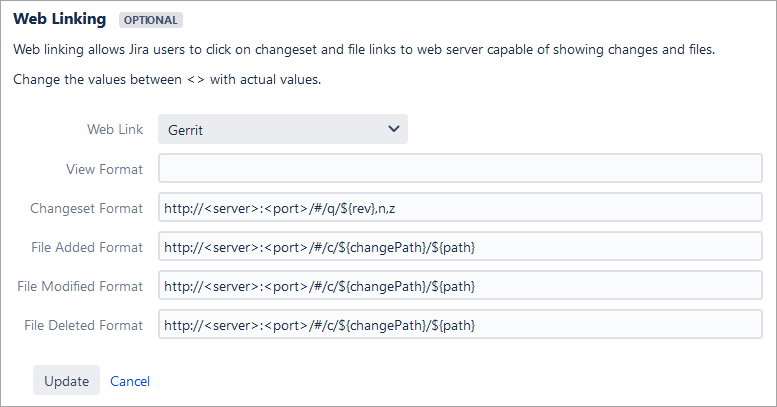 Web Linking OPTIONAL
Web linking allows Jira users to click on changeset and file links to web server capable of showing changes and files.
Change the values between <> with actual values.
Web Link Gerrit
View Format
Changeset Format http://<server>:<port>/#/q/${rev},n,z
File Added Format http://<server>:<port>/#/c/${changePath}/${path}
File Modified Format http://<server>:<port>/#/c/${changePath}/${path}
File Deleted Format http://<server>:<port>/#/c/${changePath}/${path}
Update Cancel